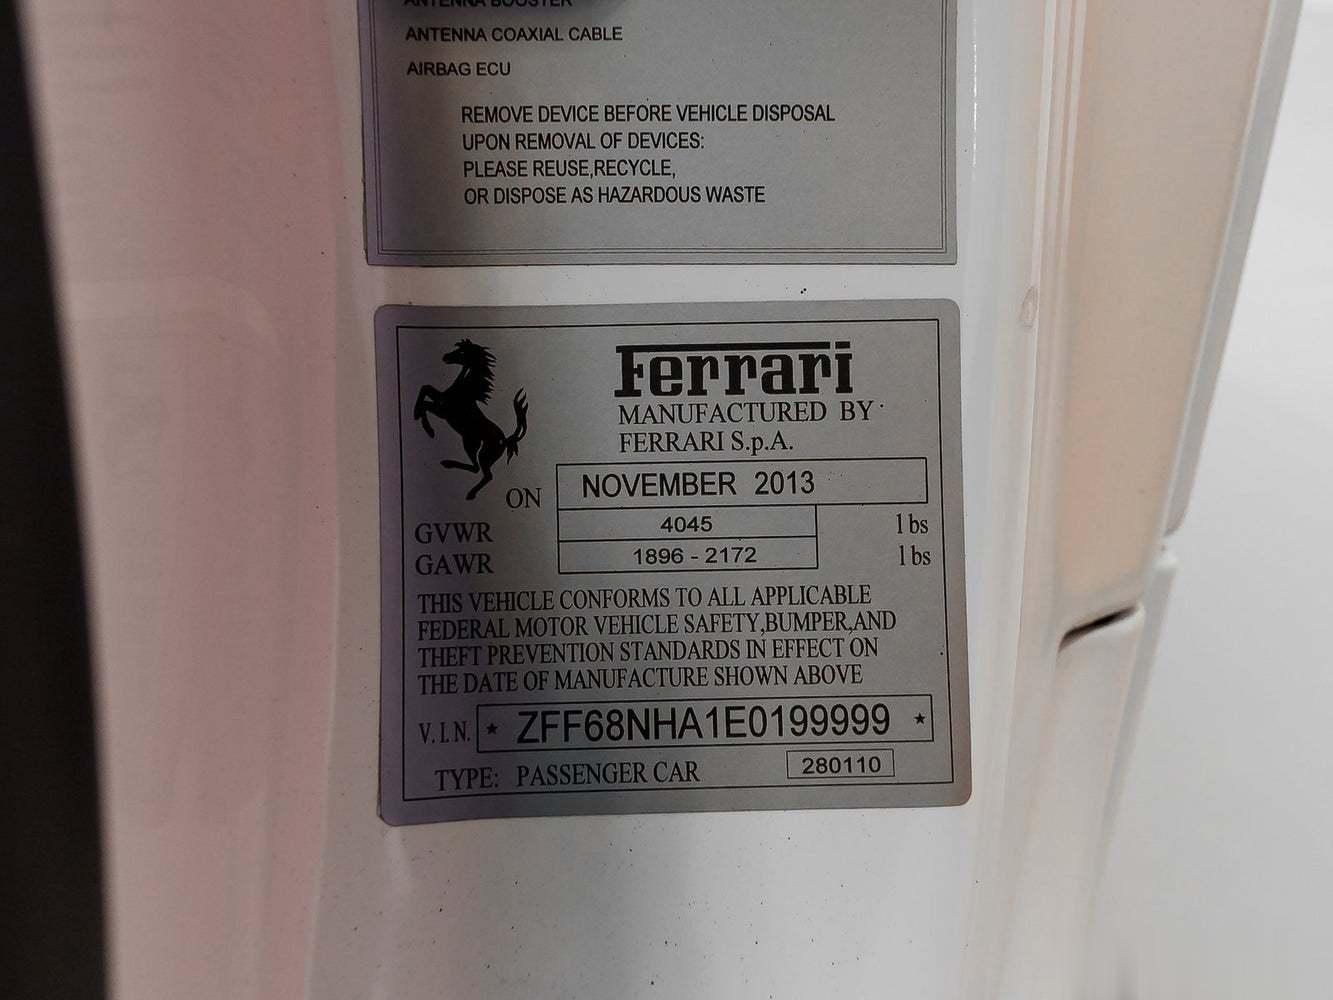 ANTENNA BOOSTER
ANTENNA COAXIAL CABLE
AIRBAG ECU
REMOVE DEVICE BEFORE VEHICLE DISPOSAL
UPON REMOVAL OF DEVICES:
PLEASE REUSE,RECYCLE,
OR DISPOSE AS HAZARDOUS WASTE
Ferrari
MANUFACTURED BY
FERRARI S.p.A.
ON NOVEMBER 2013
GVWR 4045 lbs
GAWR 1896 - 2172 lbs
THIS VEHICLE CONFORMS TO ALL APPLICABLE
FEDERAL MOTOR VEHICLE SAFETY,BUMPER,AND
THEFT PREVENTION STANDARDS IN EFFECT ON
THE DATE OF MANUFACTURE SHOWN ABOVE
V.I.N. * ZFF68NHA1E0199999 *
TYPE: PASSENGER CAR 280110